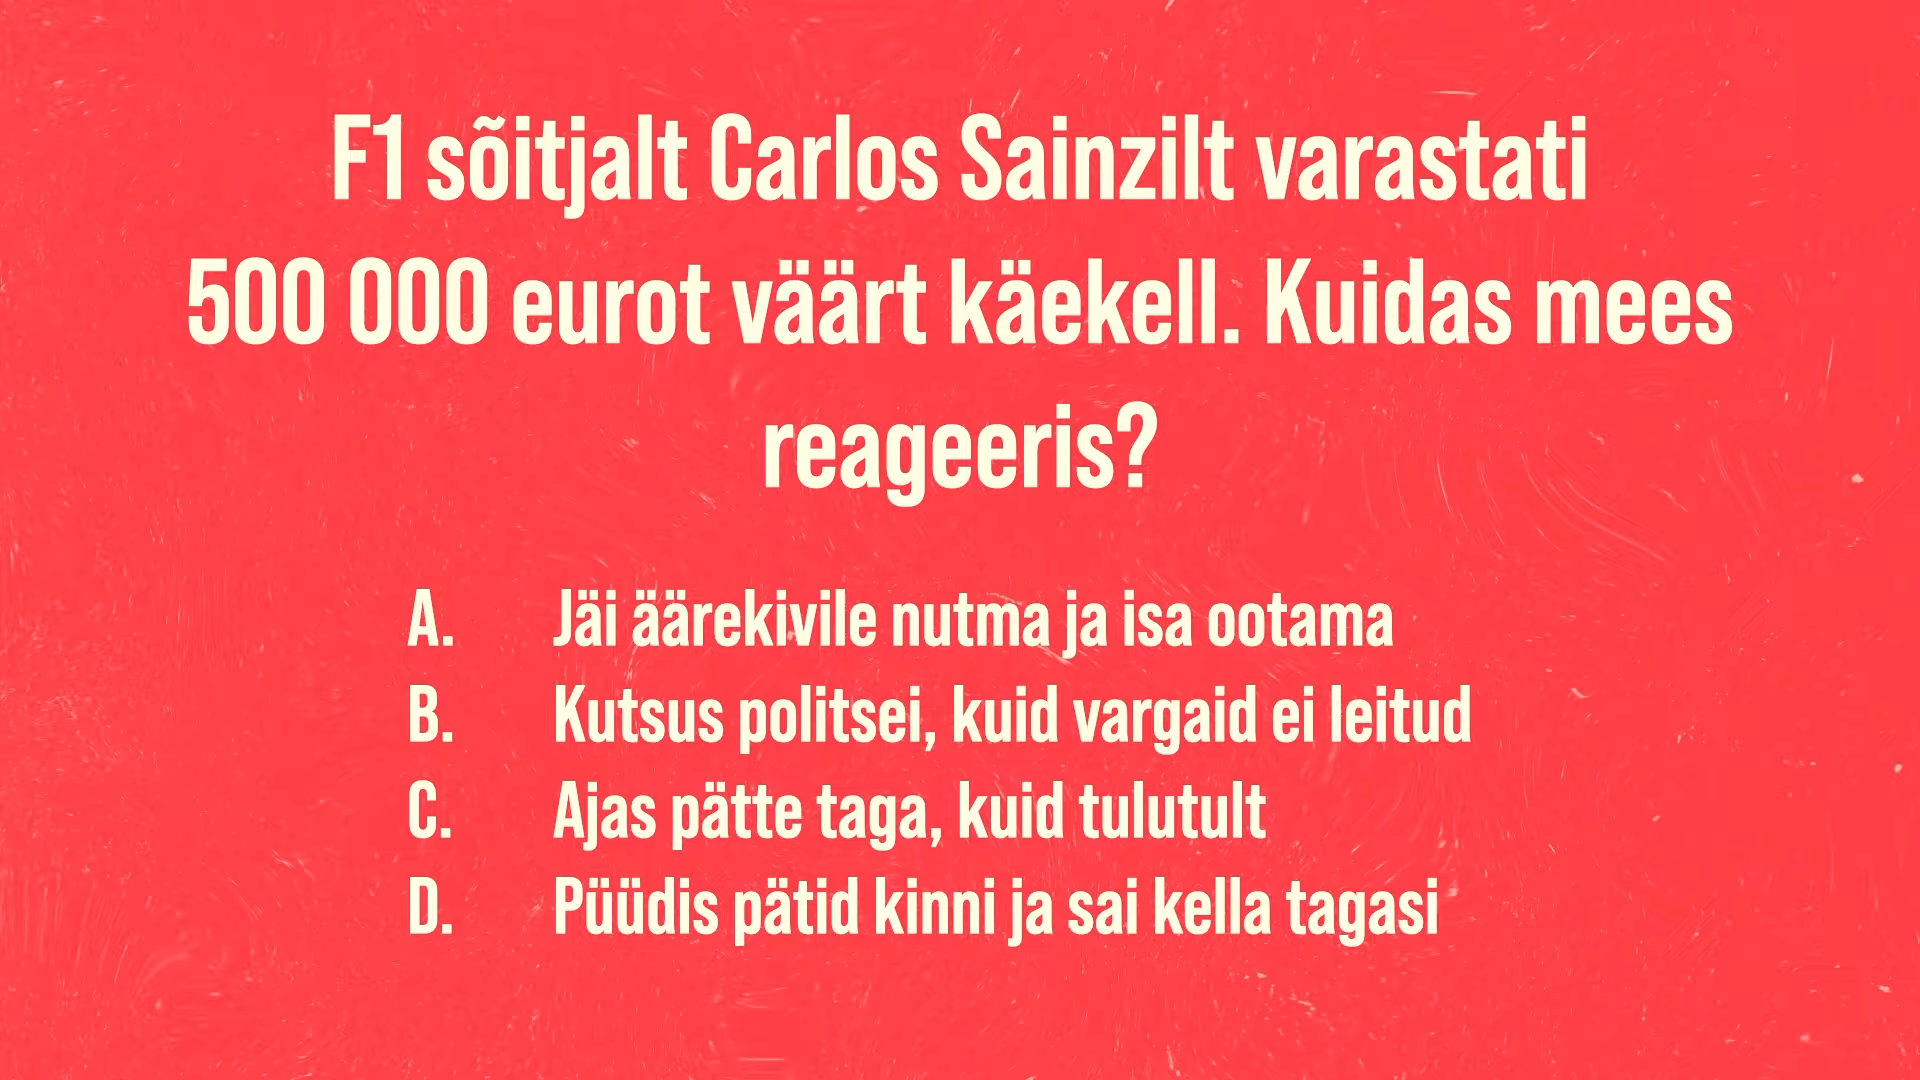 F1 sõitjalt Carlos Sainzilt varastati
500 000 eurot väärt käekell. Kuidas mees
reageeris?
A. Jäi äärekivile nutma ja isa ootama
B. Kutsus politsei, kuid vargaid ei leitud
C. Ajas pätte taga, kuid tulutult
D. Püüdis pätid kinni ja sai kella tagasi